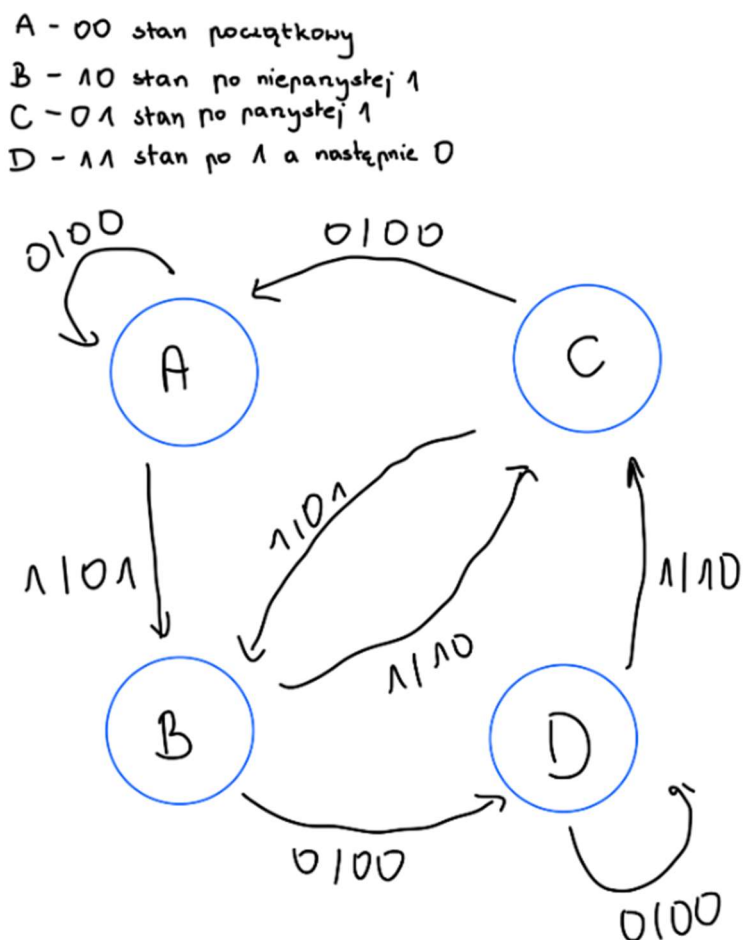 A - 00 stan początkowy
B - 10 stan po nieparzystej 1
C - 01 stan po parzystej 1
D - 11 stan po 1 a następnie 0
0/00
0/00
A
C
1/01
1/01
1/10
1/10
B
D
0/00
0/00